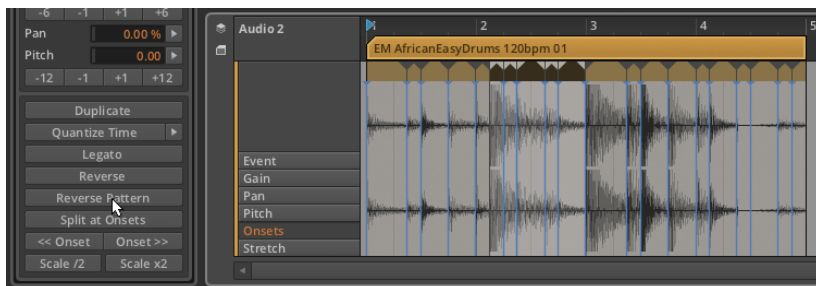 -6 -1 +1 +6
Pan 0.00 %
Pitch 0.00
-12 -1 +1 +12
Duplicate
Quantize Time
Legato
Reverse
Reverse Pattern
Split at Onsets
<< Onset Onset >>
Scale /2 Scale x2
Audio 2
2 3 4 5
EM AfricanEasyDrums 120bpm 01
Event
Gain
Pan
Pitch
Onsets
Stretch